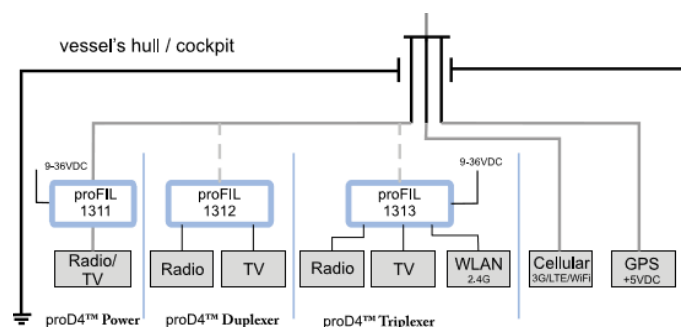 vessel's hull / cockpit
9-36VDC
9-36VDC
proFIL
1311
proFIL
1312
proFIL
1313
Radio/
TV
Radio
TV
Radio
TV
WLAN
2.4G
Cellular
3G/LTE/WiFi
GPS
+5VDC
proD4™ Power
proD4™ Duplexer
proD4™ Triplexer